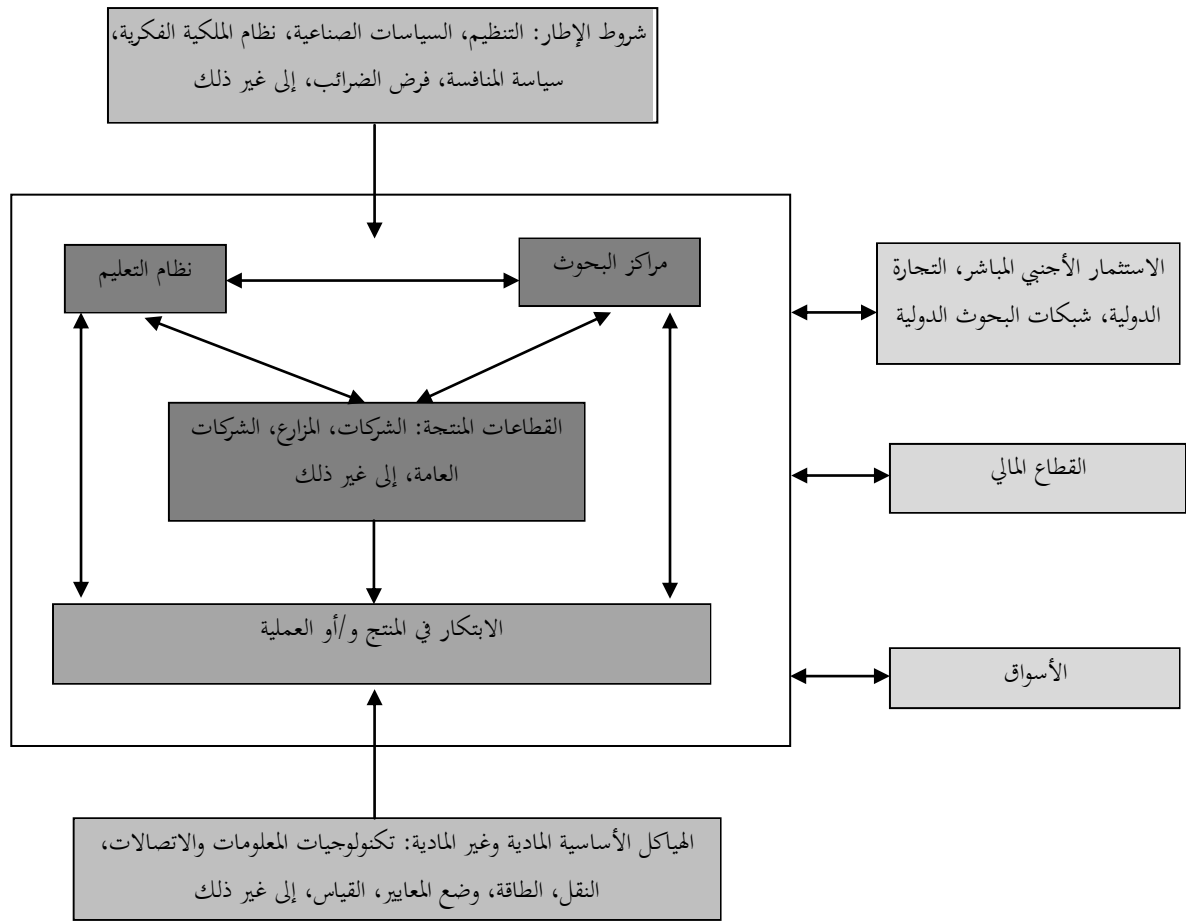 شروط الإطار: التنظيم، السياسات الصناعية، نظام الملكية الفكرية،
سياسة المنافسة، فرض الضرائب، إلى غير ذلك
مراكز البحوث
نظام التعليم
الاستثمار الأجنبي المباشر، التجارة
الدولية، شبكات البحوث الدولية
القطاعات المنتجة: الشركات، المزارع، الشركات
العامة، إلى غير ذلك
القطاع المالي
الابتكار في المنتج و/أو العملية
الأسواق
الهياكل الأساسية المادية وغير المادية: تكنولوجيات المعلومات والاتصالات،
النقل، الطاقة، وضع المعايير، القياس، إلى غير ذلك